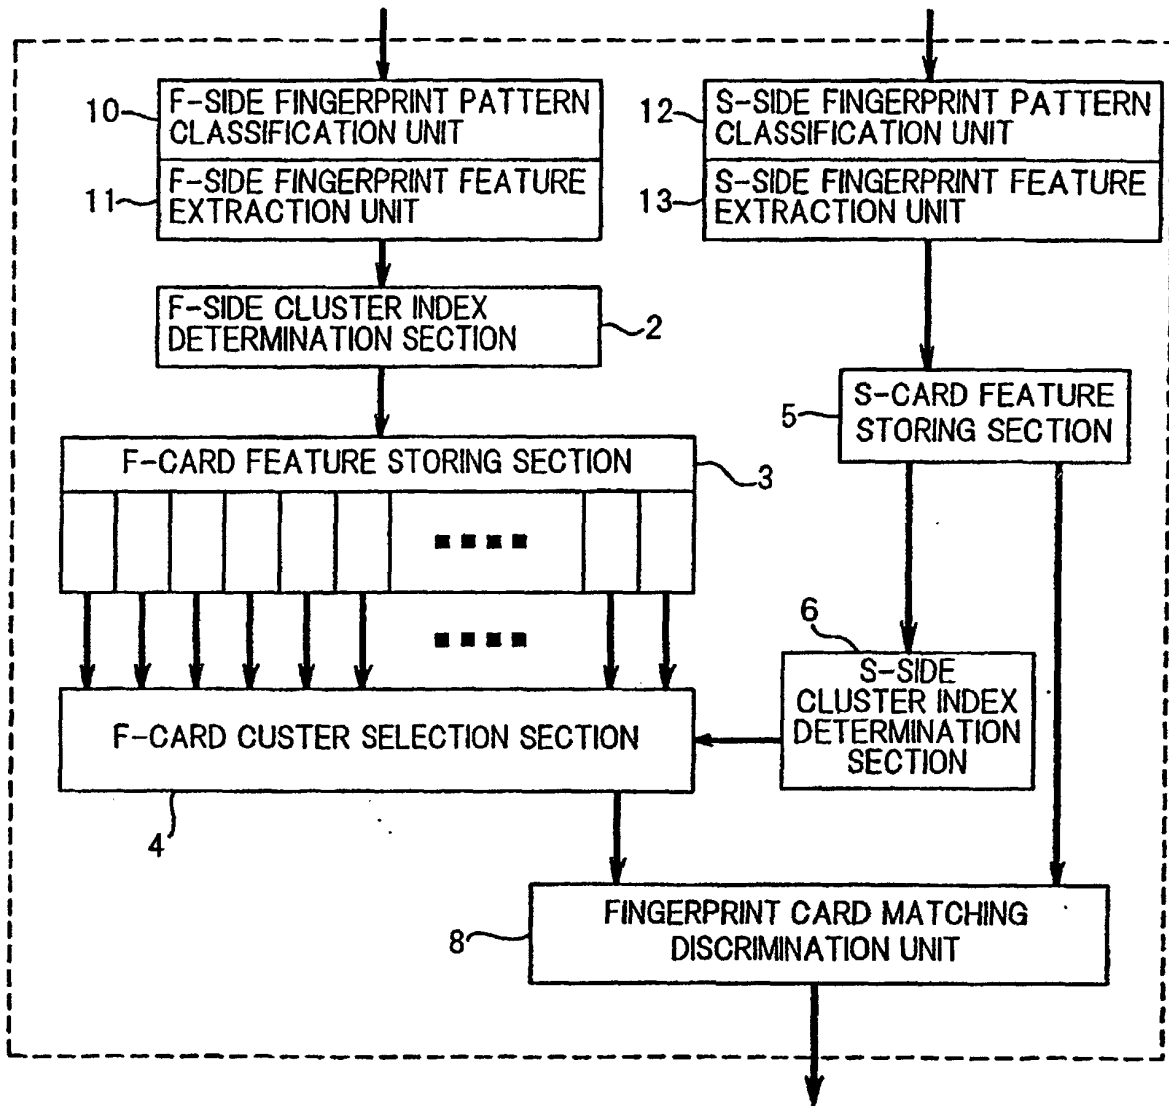 10
F-SIDE FINGERPRINT PATTERN
CLASSIFICATION UNIT
11
F-SIDE FINGERPRINT FEATURE
EXTRACTION UNIT
12
S-SIDE FINGERPRINT PATTERN
CLASSIFICATION UNIT
13
S-SIDE FINGERPRINT FEATURE
EXTRACTION UNIT
F-SIDE CLUSTER INDEX
DETERMINATION SECTION
2
5
S-CARD FEATURE
STORING SECTION
F-CARD FEATURE STORING SECTION
3
6
S-SIDE
CLUSTER INDEX
DETERMINATION
SECTION
F-CARD CUSTER SELECTION SECTION
4
8
FINGERPRINT CARD MATCHING
DISCRIMINATION UNIT